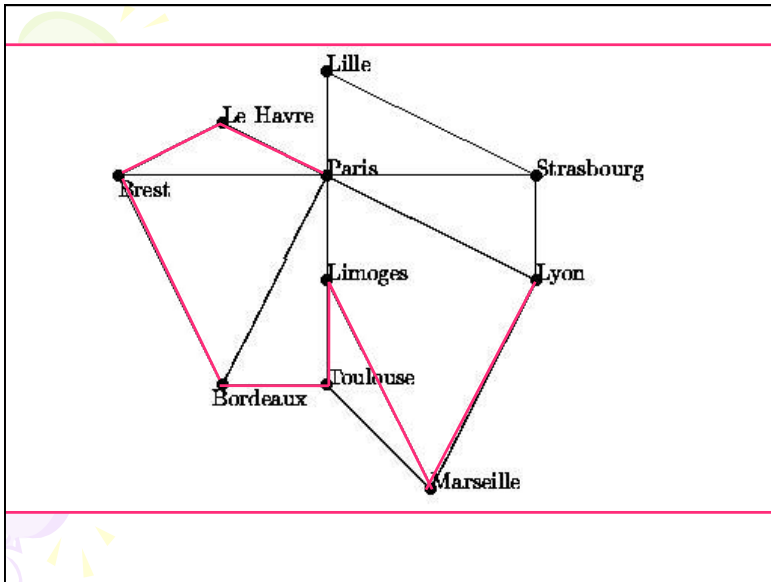 Lille
Le Havre
Paris
Strasbourg
Brest
Limoges
Lyon
Toulouse
Bordeaux
Marseille